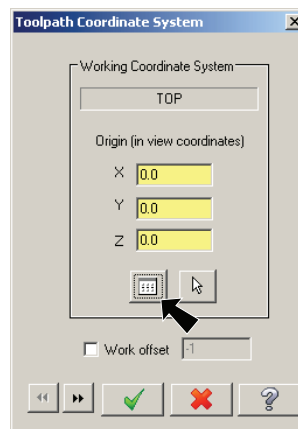 Toolpath Coordinate System
Working Coordinate System
TOP
Origin (in view coordinates)
X 0.0
Y 0.0
Z 0.0
Work offset -1